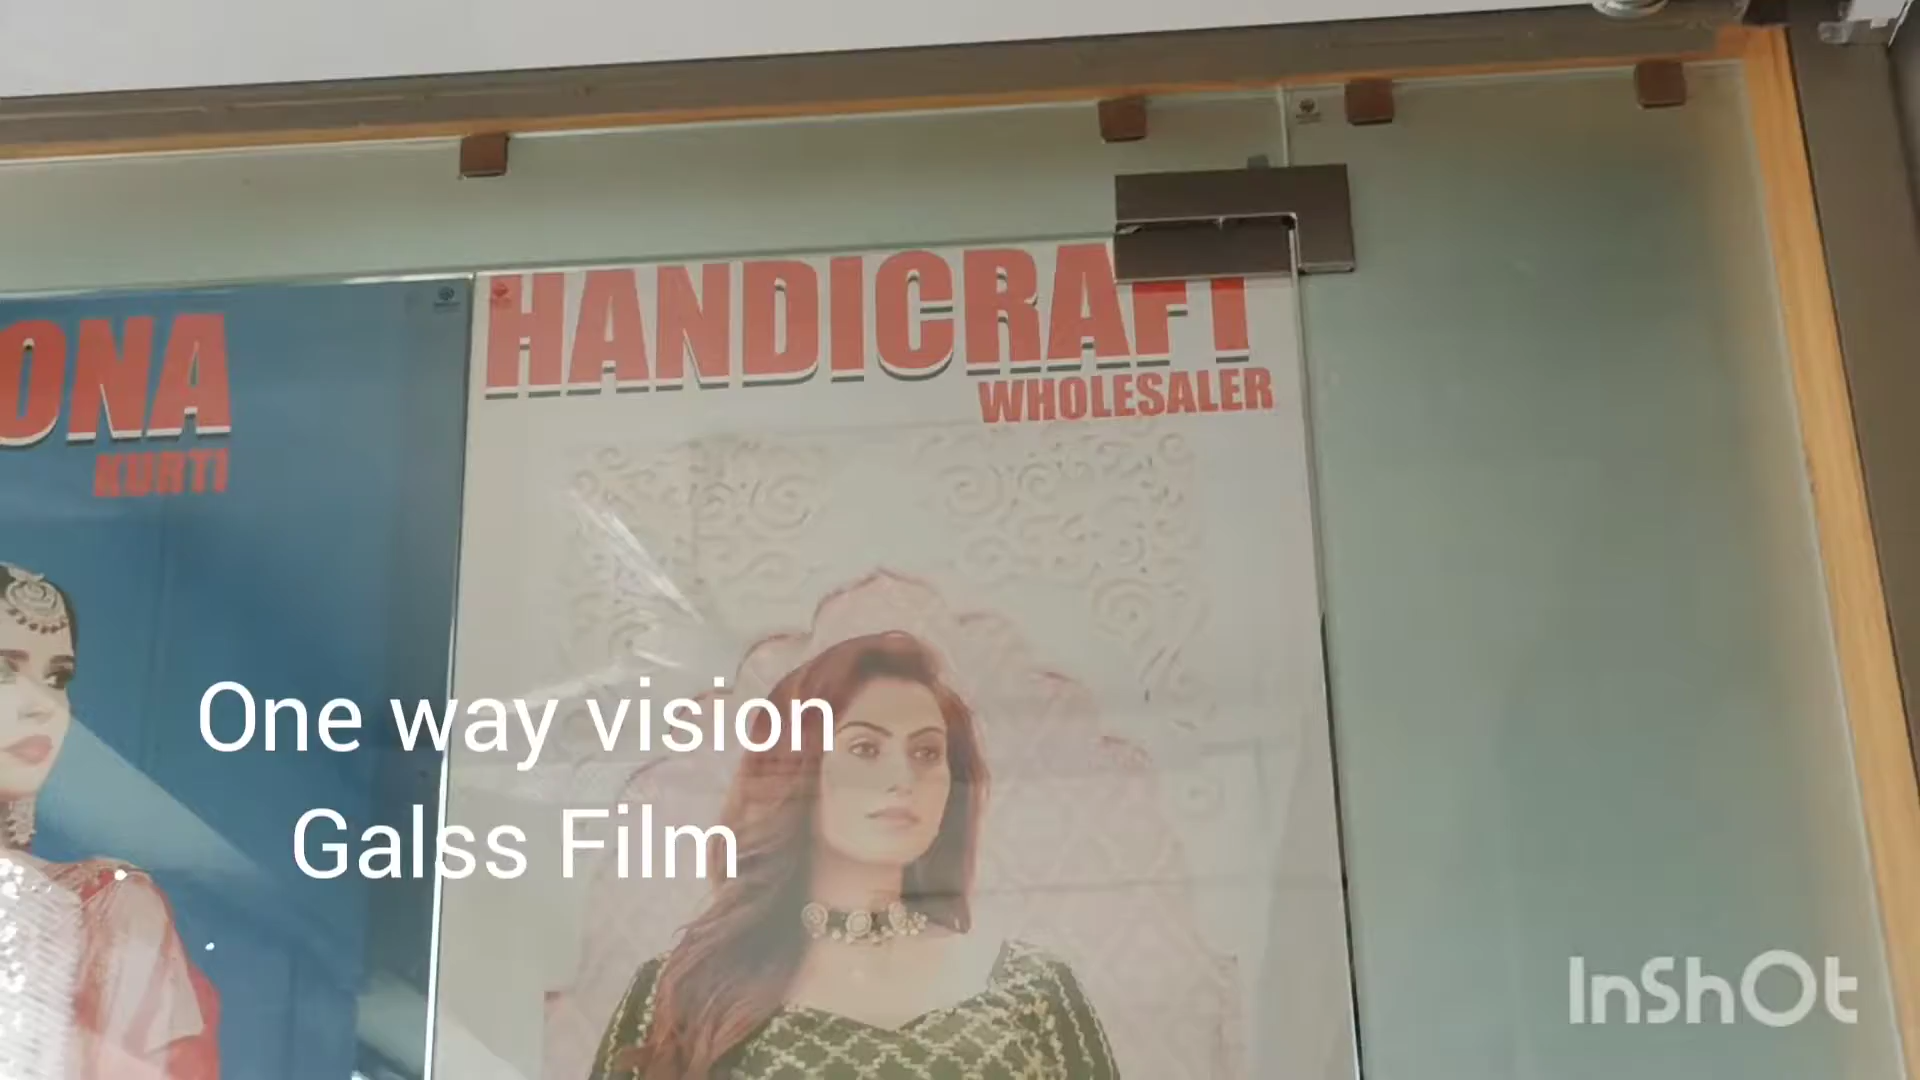 HANDICRAFT
WHOLESALER
ONA
KURTI
One way vision
Galss Film
InShOt